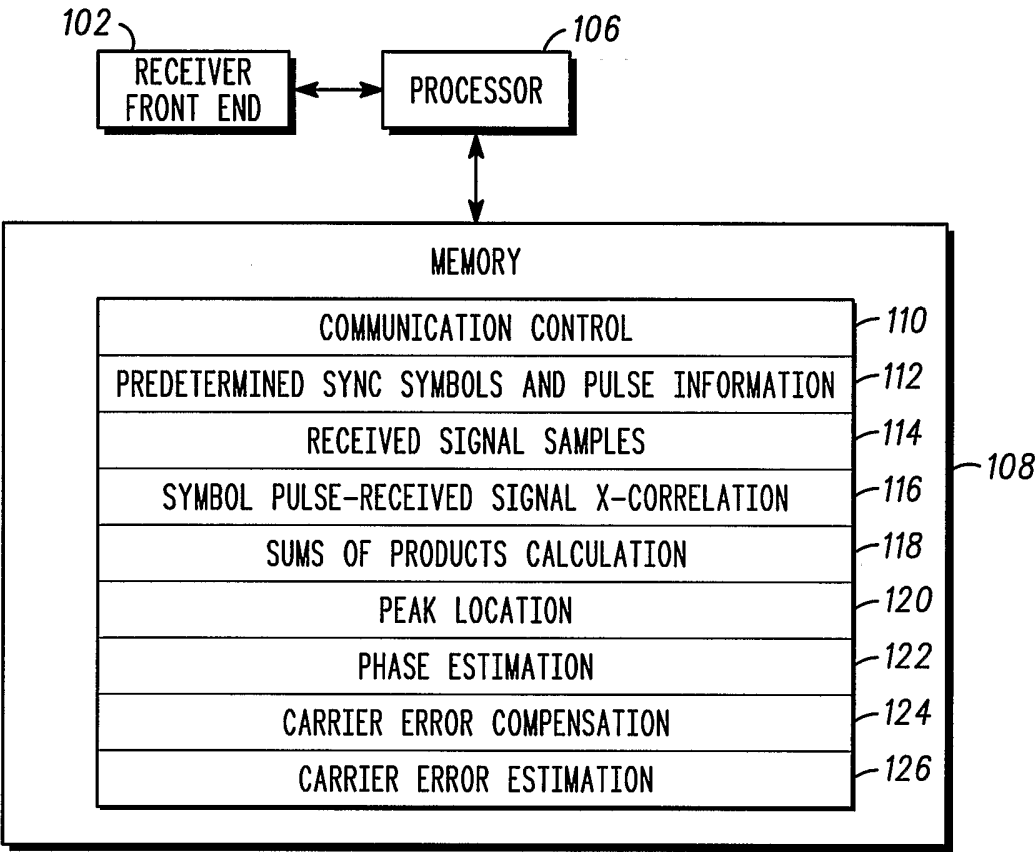 102
106
RECEIVER
FRONT END
PROCESSOR
MEMORY
COMMUNICATION CONTROL
110
PREDETERMINED SYNC SYMBOLS AND PULSE INFORMATION
112
RECEIVED SIGNAL SAMPLES
114
108
SYMBOL PULSE-RECEIVED SIGNAL X-CORRELATION
116
SUMS OF PRODUCTS CALCULATION
118
PEAK LOCATION
120
PHASE ESTIMATION
122
CARRIER ERROR COMPENSATION
124
CARRIER ERROR ESTIMATION
126